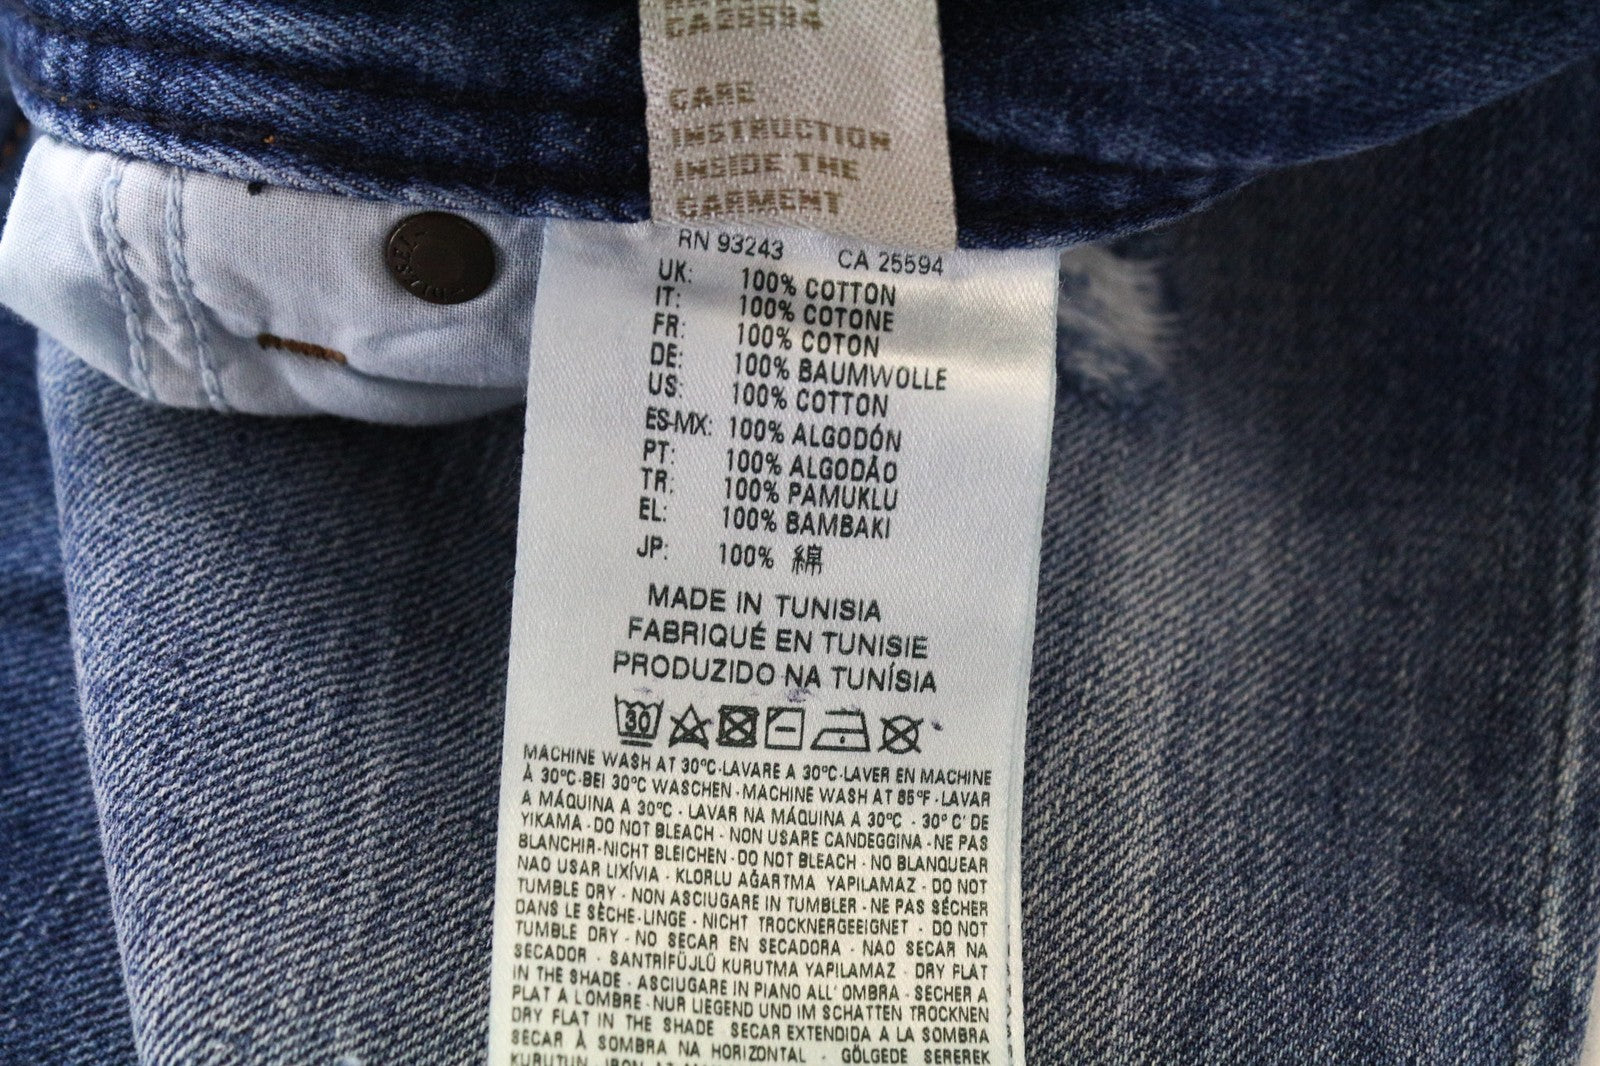 CA25594
CARE
INSTRUCTION
INSIDE THE
GARMENT
RN 93243 CA 25594
UK: 100% COTTON
IT: 100% COTONE
FR: 100% COTON
DE: 100% BAUMWOLLE
US: 100% COTTON
ES-MX: 100% ALGODÓN
PT: 100% ALGODÃO
TR: 100% PAMUKLU
EL: 100% BAMBAKI
JP: 100% 綿
MADE IN TUNISIA
FABRIQUÉ EN TUNISIE
PRODUZIDO NA TUNÍSIA
30
MACHINE WASH AT 30°C-LAVARE A 30°C-LAVER EN MACHINE
À 30°C-BEI 30°C WASCHEN - MACHINE WASH AT 85°F - LAVAR
A MÁQUINA A 30°C - LAVAR NA MÁQUINA A 30°C - 30° C' DE
YIKAMA - DO NOT BLEACH - NON USARE CANDEGGINA - NE PAS
BLANCHIR-NICHT BLEICHEN - DO NOT BLEACH - NO BLANQUEAR
NAO USAR LIXÍVIA - KLORLU AĞARTMA YAPILAMAZ - DO NOT
TUMBLE DRY - NON ASCIUGARE IN TUMBLER - NE PAS SÉCHER
DANS LE SÈCHE-LINGE - NICHT TROCKNERGEEIGNET - DO NOT
TUMBLE DRY - NO SECAR EN SECADORA - NAO SECAR NA
SECADOR - SANTRİFÜJLÜ KURUTMA YAPILAMAZ - DRY FLAT
IN THE SHADE - ASCIUGARE IN PIANO ALL' OMBRA - SECHER A
PLAT A L'OMBRE - NUR LIEGEND UND IM SCHATTEN TROCKNEN
DRY FLAT IN THE SHADE SECAR EXTENDIDA A LA SOMBRA
SECAR À SOMBRA NA HORIZONTAL - GÖLGEDE SEREREK
KURUTUN